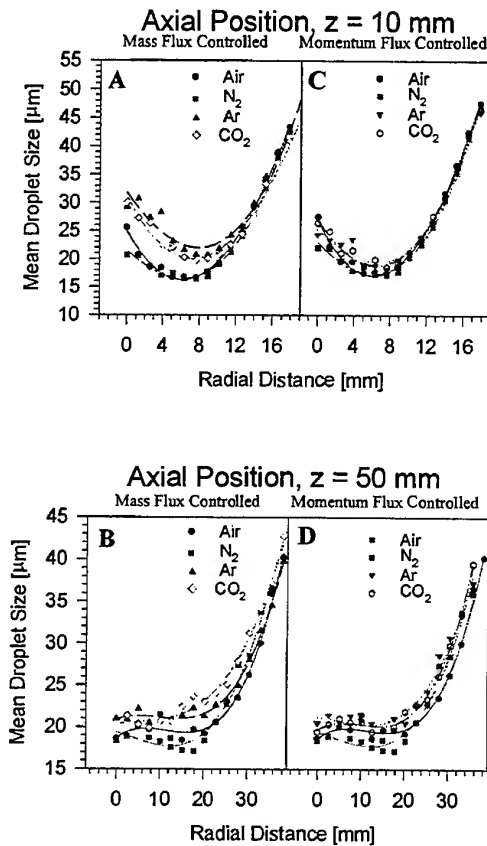 Axial Position, z = 10 mm
Mass Flux Controlled
Momentum Flux Controlled
Mean Droplet Size [µm]
55
50
45
40
35
30
25
20
15
10
A
Air
N2
Ar
CO2
C
Air
N2
Ar
CO2
0 4 8 12 16
0 4 8 12 16
Radial Distance [mm]
Axial Position, z = 50 mm
Mass Flux Controlled
Momentum Flux Controlled
Mean Droplet Size [µm]
45
40
35
30
25
20
15
B
Air
N2
Ar
CO2
D
Air
N2
Ar
CO2
0 10 20 30
0 10 20 30
Radial Distance [mm]